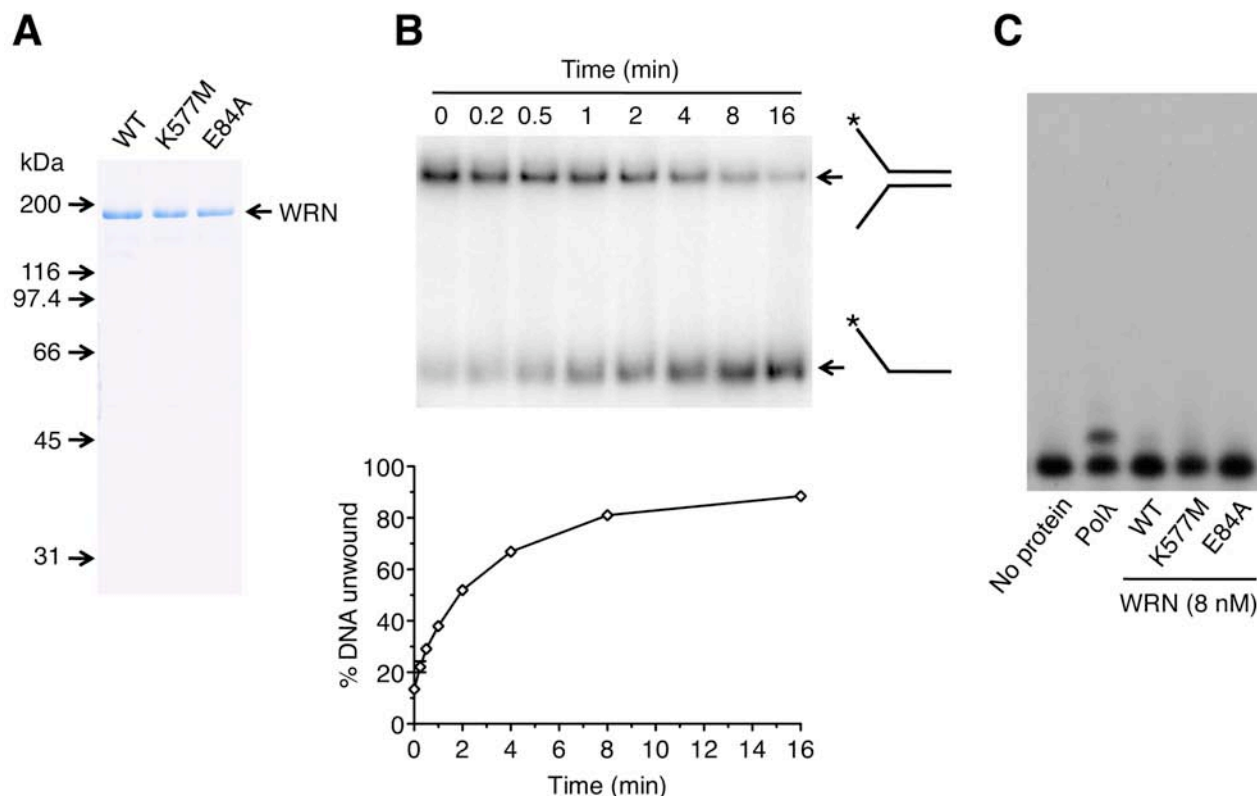 A
WT K577M E84A
kDa
200
WRN
116
97.4
66
45
31
B
Time (min)
0 0.2 0.5 1 2 4 8 16
*
*
% DNA unwound
100
80
60
40
20
0
0 2 4 6 8 10 12 14 16
Time (min)
C
No protein Polλ WT K577M E84A
WRN (8 nM)